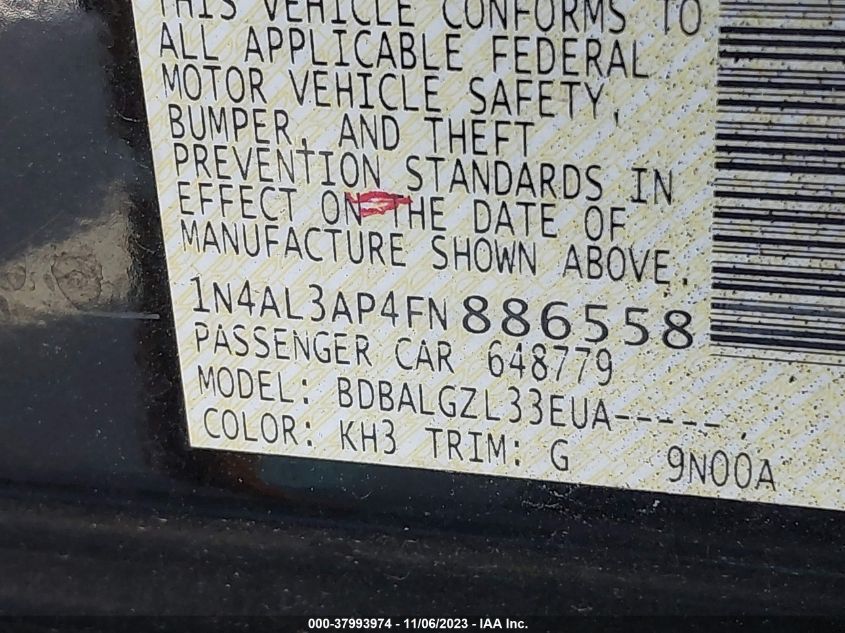 THIS VEHICLE CONFORMS TO
ALL APPLICABLE FEDERAL
MOTOR VEHICLE SAFETY,
BUMPER, AND THEFT
PREVENTION STANDARDS IN
EFFECT ON THE DATE OF
MANUFACTURE SHOWN ABOVE.
1N4AL3AP4FN886558
PASSENGER CAR 648779
MODEL: BDBALGZL33EUA-----
COLOR: KH3 TRIM: G 9N00A
000-37993974 - 11/06/2023 - IAA Inc.